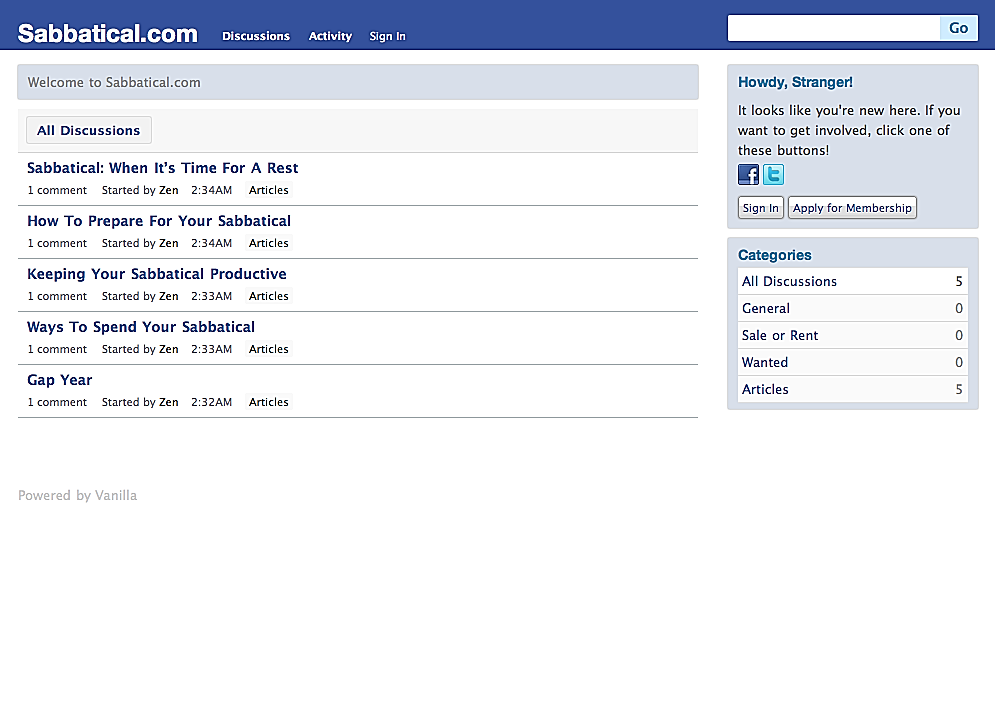 Sabbatical.com Discussions Activity Sign In Go
Welcome to Sabbatical.com
All Discussions
Sabbatical: When It's Time For A Rest
1 comment Started by Zen 2:34AM Articles
How To Prepare For Your Sabbatical
1 comment Started by Zen 2:34AM Articles
Keeping Your Sabbatical Productive
1 comment Started by Zen 2:33AM Articles
Ways To Spend Your Sabbatical
1 comment Started by Zen 2:33AM Articles
Gap Year
1 comment Started by Zen 2:32AM Articles
Powered by Vanilla
Howdy, Stranger!
It looks like you're new here. If you
want to get involved, click one of
these buttons!
f t
Sign In Apply for Membership
Categories
All Discussions 5
General 0
Sale or Rent 0
Wanted 0
Articles 5